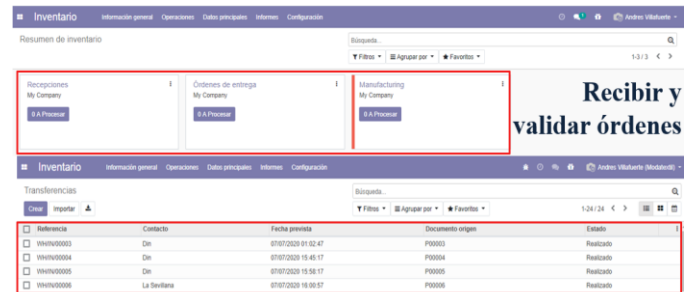 Inventario Información general Operaciones Datos principales Informes Configuración Andres Villafuerte
Resumen de inventario Búsqueda...
Filtros Agrupar por Favoritos 1-3 / 3
Recepciones Órdenes de entrega Manufacturing
My Company My Company My Company
0 A Procesar 0 A Procesar 0 A Procesar
Recibir y
validar órdenes
Inventario Información general Operaciones Datos principales Informes Configuración Andres Villafuerte
Transferencias Búsqueda...
Crear Importar Filtros Agrupar por Favoritos 1-24 / 24
Referencia Contacto Fecha prevista Documento origen Estado
WH/IN/00003 Din 07/07/2020 01:02:47 P00003 Realizado
WH/IN/00004 Din 07/07/2020 15:45:17 P00004 Realizado
WH/IN/00005 Din 07/07/2020 15:58:17 P00005 Realizado
WH/IN/00006 La Sevillana 07/07/2020 16:00:57 P00006 Realizado